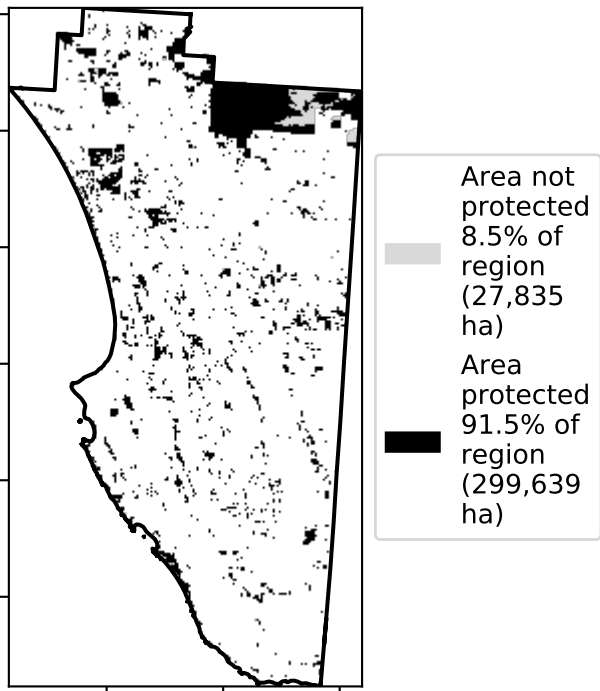 Area not
protected
8.5% of
region
(27,835
ha)
Area
protected
91.5% of
region
(299,639
ha)